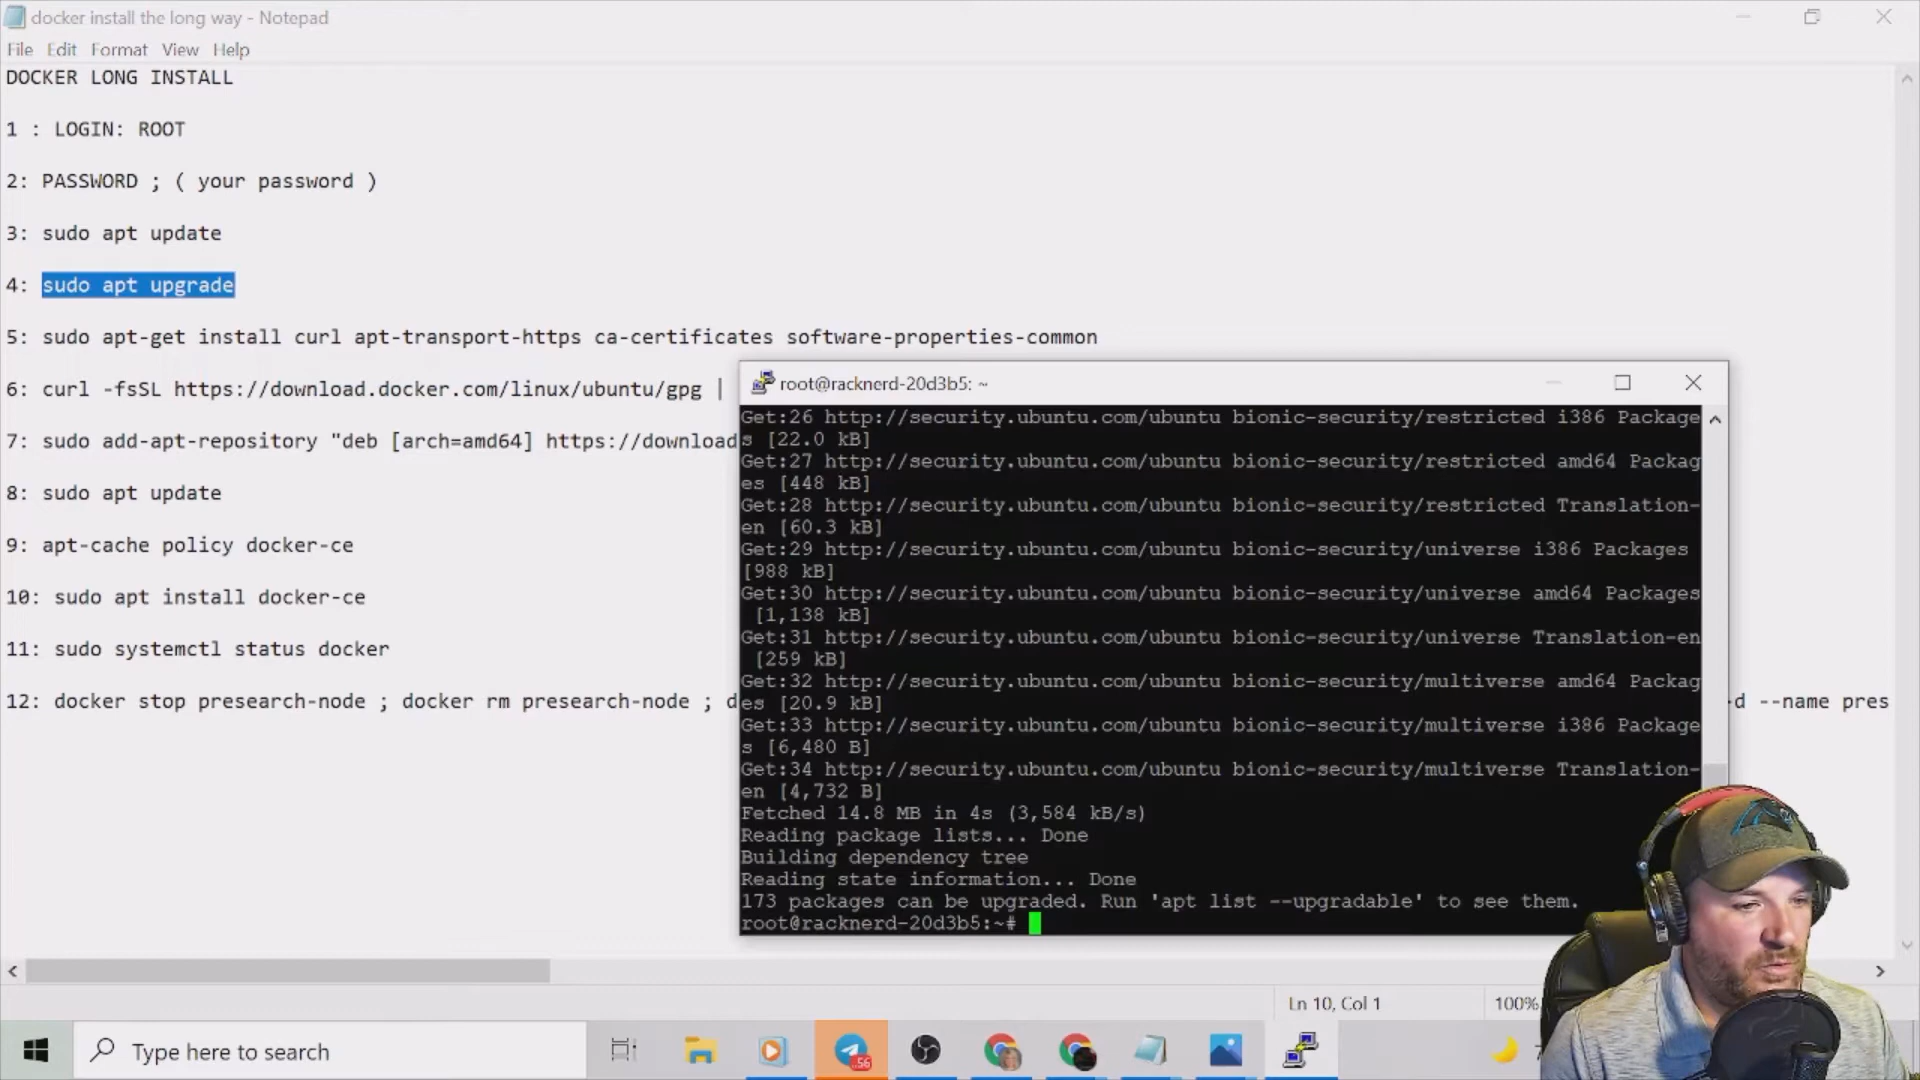 docker install the long way - Notepad
File Edit Format View Help
DOCKER LONG INSTALL
1 : LOGIN: ROOT
2: PASSWORD ; ( your password )
3: sudo apt update
4: sudo apt upgrade
5: sudo apt-get install curl apt-transport-https ca-certificates software-properties-common
6: curl -fsSL https://download.docker.com/linux/ubuntu/gpg |
7: sudo add-apt-repository "deb [arch=amd64] https://download
8: sudo apt update
9: apt-cache policy docker-ce
10: sudo apt install docker-ce
11: sudo systemctl status docker
12: docker stop presearch-node ; docker rm presearch-node ; d
-d --name pres
root@racknerd-20d3b5: ~
Get:26 http://security.ubuntu.com/ubuntu bionic-security/restricted i386 Package
s [22.0 kB]
Get:27 http://security.ubuntu.com/ubuntu bionic-security/restricted amd64 Packag
es [448 kB]
Get:28 http://security.ubuntu.com/ubuntu bionic-security/restricted Translation-
en [60.3 kB]
Get:29 http://security.ubuntu.com/ubuntu bionic-security/universe i386 Packages
[988 kB]
Get:30 http://security.ubuntu.com/ubuntu bionic-security/universe amd64 Packages
[1,138 kB]
Get:31 http://security.ubuntu.com/ubuntu bionic-security/universe Translation-en
[259 kB]
Get:32 http://security.ubuntu.com/ubuntu bionic-security/multiverse amd64 Packag
es [20.9 kB]
Get:33 http://security.ubuntu.com/ubuntu bionic-security/multiverse i386 Package
s [6,480 B]
Get:34 http://security.ubuntu.com/ubuntu bionic-security/multiverse Translation-
en [4,732 B]
Fetched 14.8 MB in 4s (3,584 kB/s)
Reading package lists... Done
Building dependency tree
Reading state information... Done
173 packages can be upgraded. Run 'apt list --upgradable' to see them.
root@racknerd-20d3b5:~#
Ln 10, Col 1
100%
Type here to search
56